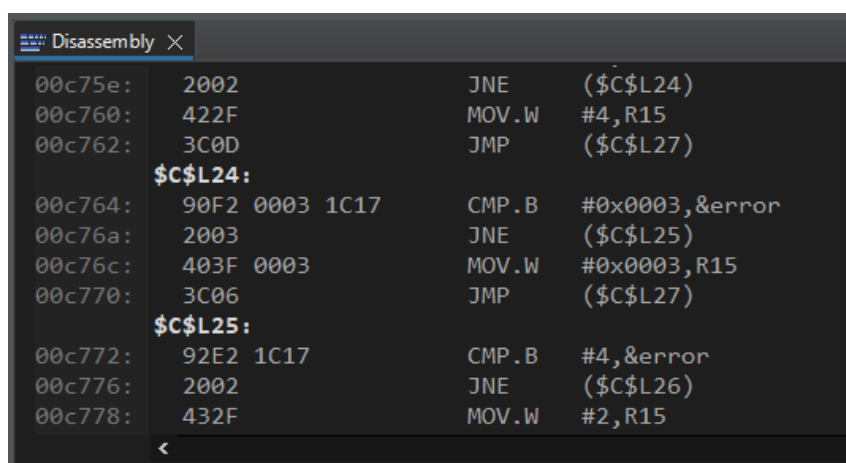 Disassembly
00c75e: 2002 JNE ($C$L24)
00c760: 422F MOV.W #4,R15
00c762: 3C0D JMP ($C$L27)
$C$L24:
00c764: 90F2 0003 1C17 CMP.B #0x0003,&error
00c76a: 2003 JNE ($C$L25)
00c76c: 403F 0003 MOV.W #0x0003,R15
00c770: 3C06 JMP ($C$L27)
$C$L25:
00c772: 92E2 1C17 CMP.B #4,&error
00c776: 2002 JNE ($C$L26)
00c778: 432F MOV.W #2,R15